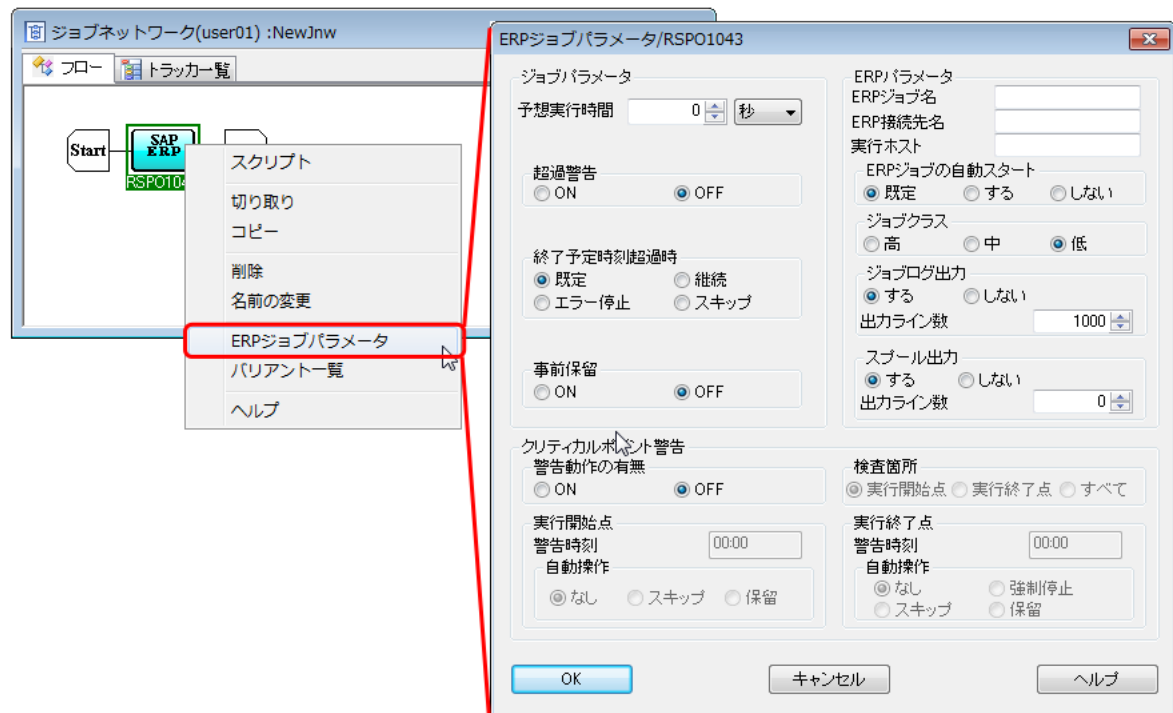 ジョブネットワーク(user01) :NewJnw
フロー
トラッカ一覧
Start
SAP
ERP
RSPO104
スクリプト
切り取り
コピー
削除
名前の変更
ERPジョブパラメータ
バリアント一覧
ヘルプ
ERPジョブパラメータ/RSPO1043
ジョブパラメータ
予想実行時間 0 秒
超過警告
ON OFF
終了予定時刻超過時
既定 継続
エラー停止 スキップ
事前保留
ON OFF
ERPパラメータ
ERPジョブ名
ERP接続先名
実行ホスト
ERPジョブの自動スタート
既定 する しない
ジョブクラス
高 中 低
ジョブログ出力
する しない
出力ライン数 1000
スプール出力
する しない
出力ライン数 0
クリティカルポイント警告
警告動作の有無
ON OFF
検査箇所
実行開始点 実行終了点 すべて
実行開始点
警告時刻 00:00
自動操作
なし スキップ 保留
実行終了点
警告時刻 00:00
自動操作
なし 強制停止
スキップ 保留
OK キャンセル ヘルプ